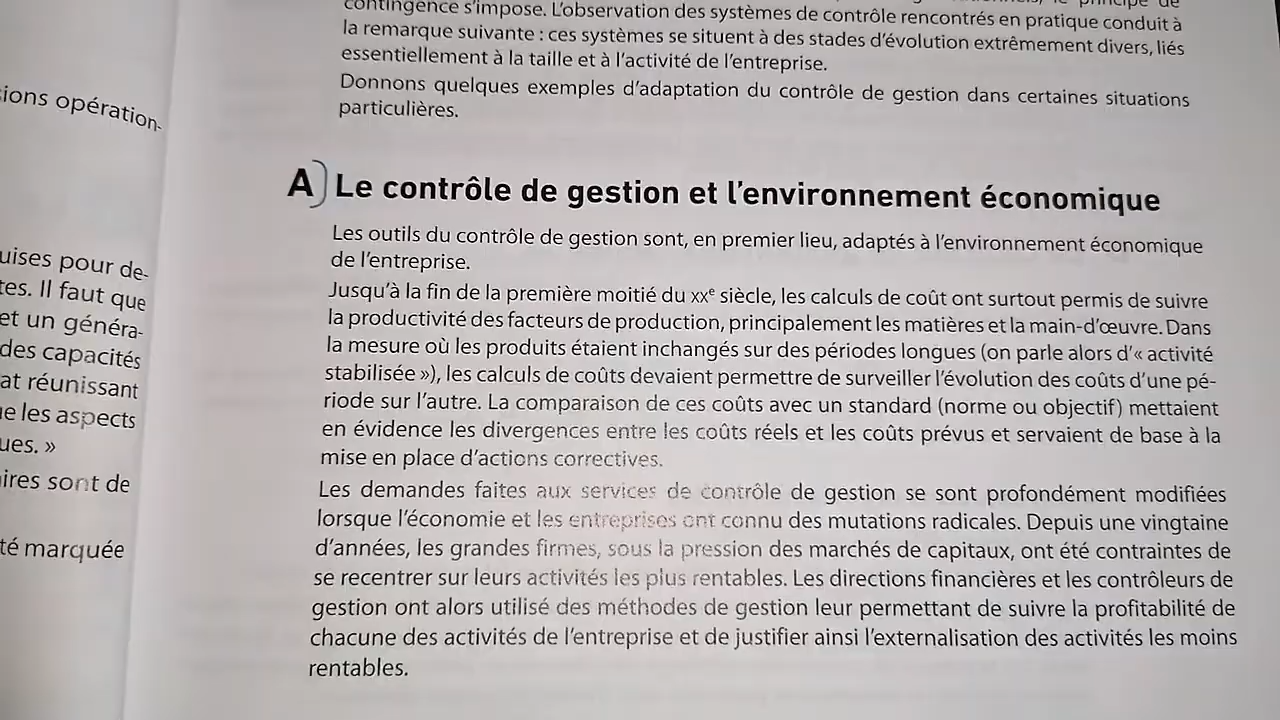 ions opération-
uises pour de-
tes. Il faut que
et un généra-
des capacités
at réunissant
ue les aspects
ques. »
aires sont de
té marquée
contingence s'impose. L'observation des systèmes de contrôle rencontrés en pratique conduit à
la remarque suivante : ces systèmes se situent à des stades d'évolution extrêmement divers, liés
essentiellement à la taille et à l'activité de l'entreprise.
Donnons quelques exemples d'adaptation du contrôle de gestion dans certaines situations
particulières.
A) Le contrôle de gestion et l'environnement économique
Les outils du contrôle de gestion sont, en premier lieu, adaptés à l'environnement économique
de l'entreprise.
Jusqu'à la fin de la première moitié du XXe siècle, les calculs de coût ont surtout permis de suivre
la productivité des facteurs de production, principalement les matières et la main-d'œuvre. Dans
la mesure où les produits étaient inchangés sur des périodes longues (on parle alors d'« activité
stabilisée »), les calculs de coûts devaient permettre de surveiller l'évolution des coûts d'une pé-
riode sur l'autre. La comparaison de ces coûts avec un standard (norme ou objectif) mettaient
en évidence les divergences entre les coûts réels et les coûts prévus et servaient de base à la
mise en place d'actions correctives.
Les demandes faites aux services de contrôle de gestion se sont profondément modifiées
lorsque l'économie et les entreprises ont connu des mutations radicales. Depuis une vingtaine
d'années, les grandes firmes, sous la pression des marchés de capitaux, ont été contraintes de
se recentrer sur leurs activités les plus rentables. Les directions financières et les contrôleurs de
gestion ont alors utilisé des méthodes de gestion leur permettant de suivre la profitabilité de
chacune des activités de l'entreprise et de justifier ainsi l'externalisation des activités les moins
rentables.